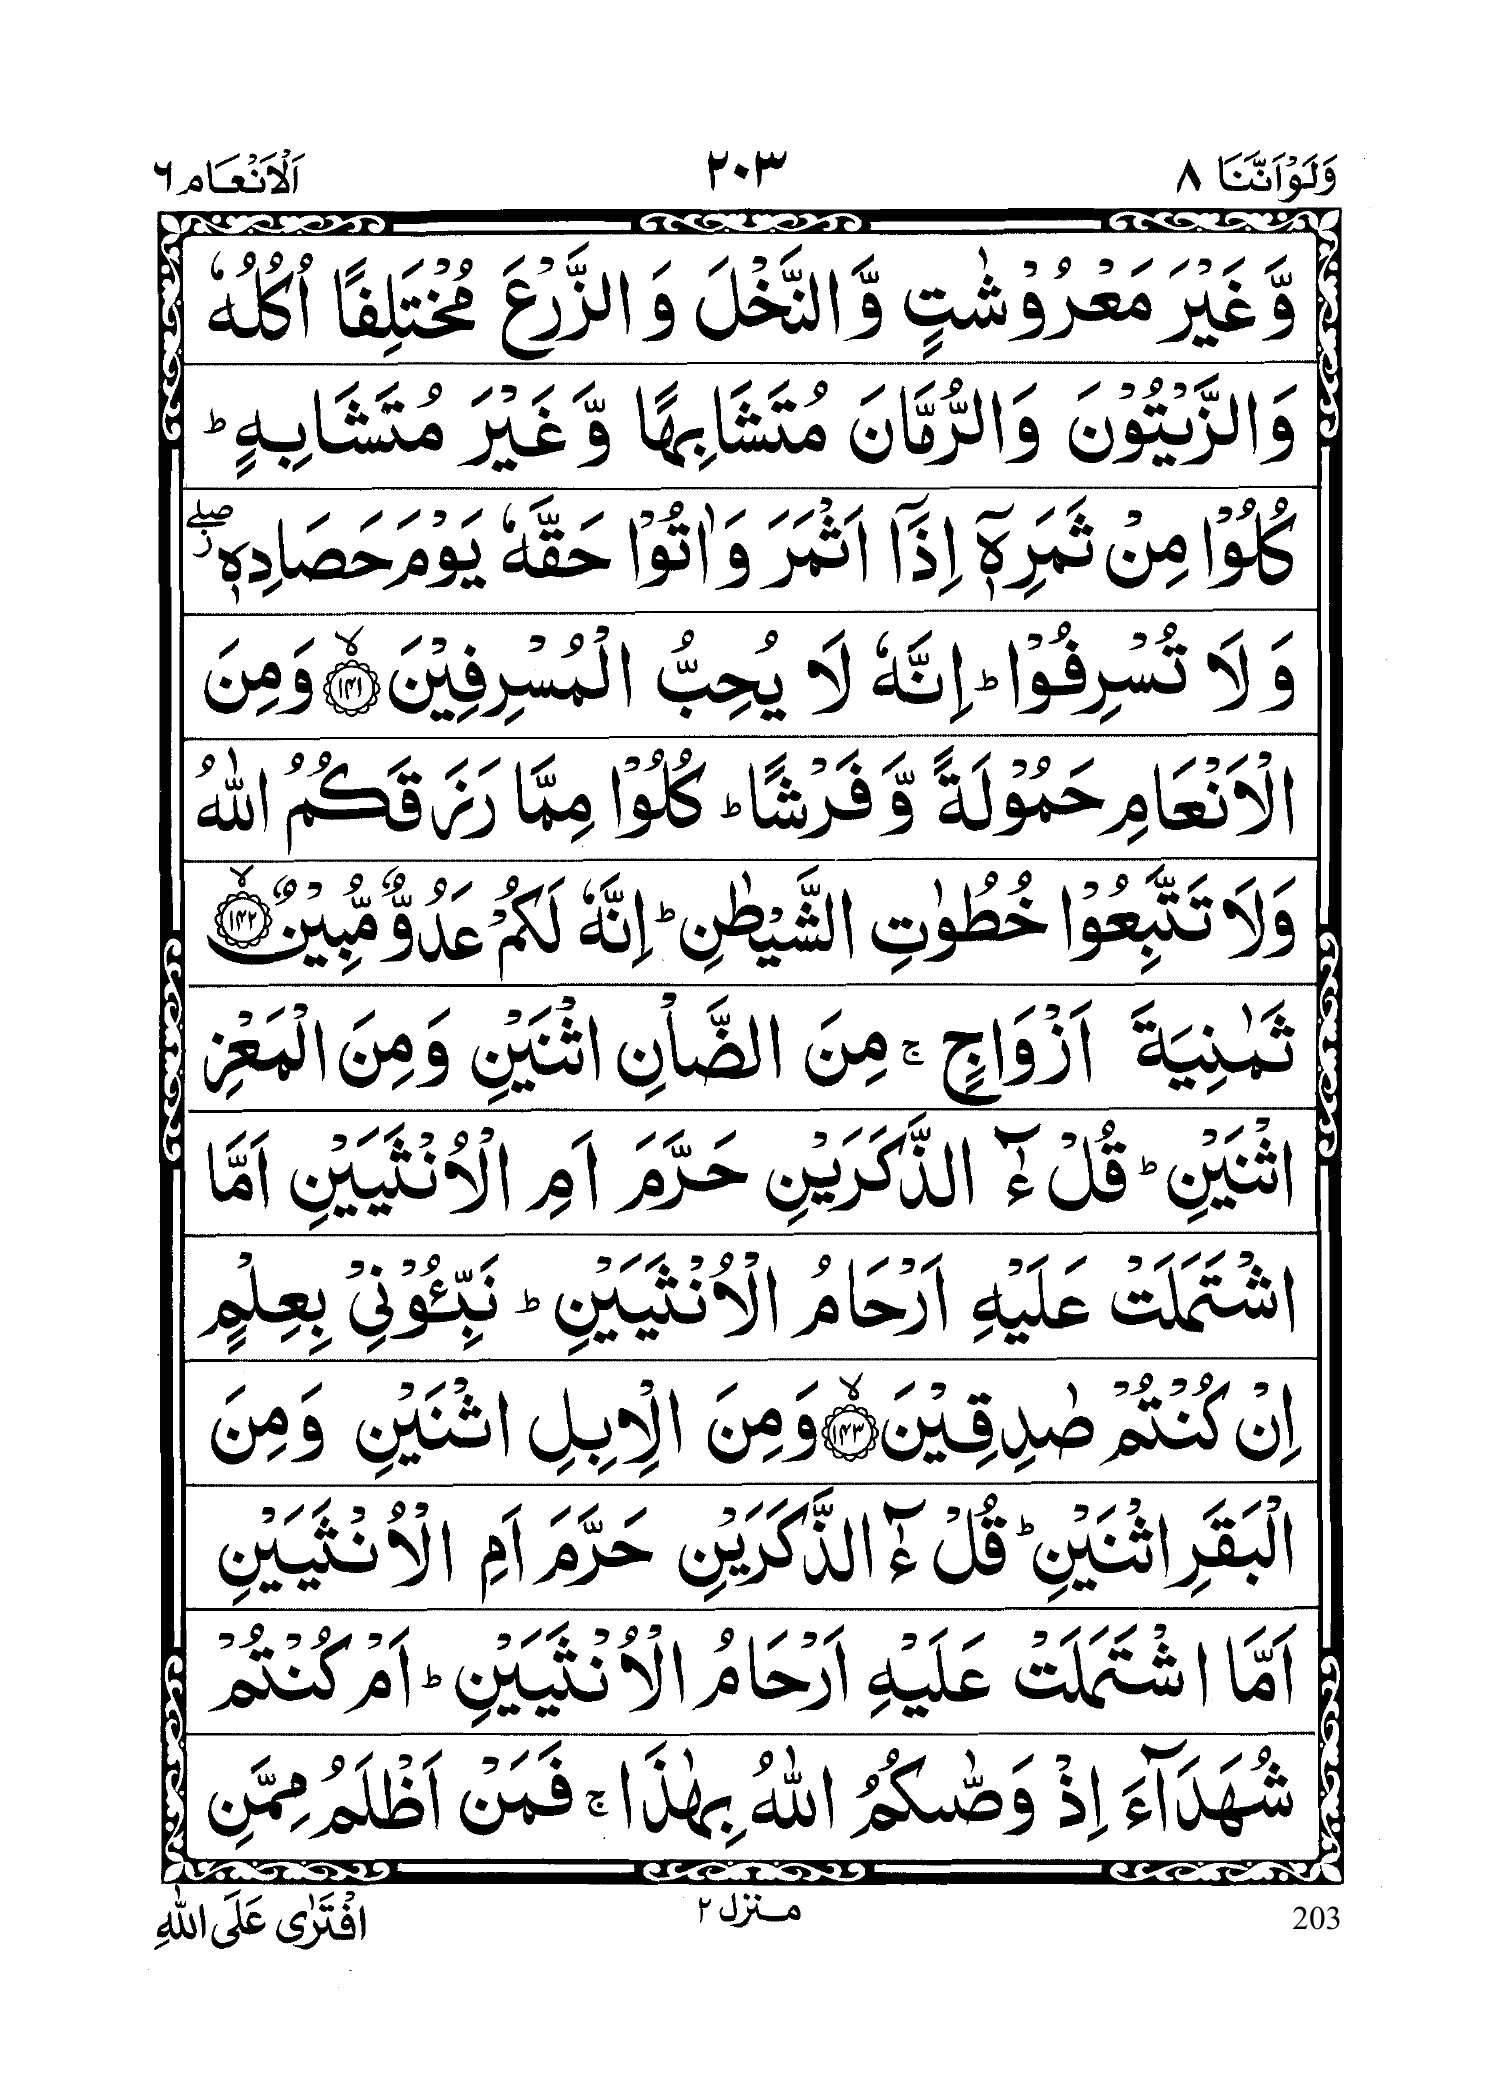 وَلَوْاَنَّنَا ٨ ٢٠٣ اَلْاَنْعَام ٦
وَّ غَيْرَ مَعْرُوْشٰتٍ وَّالنَّخْلَ وَ الزَّرْعَ مُخْتَلِفًا اُكُلُهٗ
وَالزَّيْتُوْنَ وَالرُّمَّانَ مُتَشَابِهًا وَّ غَيْرَ مُتَشَابِهٍ ؕ
كُلُوْا مِنْ ثَمَرِهٖۤ اِذَاۤ اَثْمَرَ وَاٰتُوْا حَقَّهٗ يَوْمَ حَصَادِهٖ ۖز
وَ لَا تُسْرِفُوْا ؕ اِنَّهٗ لَا يُحِبُّ الْمُسْرِفِيْنَ ۙ﴿١٤١﴾ وَمِنَ
الْاَنْعَامِ حَمُوْلَةً وَّ فَرْشًا ؕ كُلُوْا مِمَّا رَزَقَكُمُ اللّٰهُ
وَلَا تَتَّبِعُوْا خُطُوٰتِ الشَّيْطٰنِ ؕ اِنَّهٗ لَكُمْ عَدُوٌّ مُّبِيْنٌ ۙ﴿١٤٢﴾
ثَمٰنِيَةَ اَزْوَاجٍ ۚ مِنَ الضَّاْنِ اثْنَيْنِ وَمِنَ الْمَعْزِ
اثْنَيْنِ ؕ قُلْ ءٰٓ الذَّكَرَيْنِ حَرَّمَ اَمِ الْاُنْثَيَيْنِ اَمَّا
اشْتَمَلَتْ عَلَيْهِ اَرْحَامُ الْاُنْثَيَيْنِ ؕ نَبِّـُٔوْنِيْ بِعِلْمٍ
اِنْ كُنْتُمْ صٰدِقِيْنَ ۙ﴿١٤٣﴾ وَمِنَ الْاِبِلِ اثْنَيْنِ وَمِنَ
الْبَقَرِ اثْنَيْنِ ؕ قُلْ ءٰٓ الذَّكَرَيْنِ حَرَّمَ اَمِ الْاُنْثَيَيْنِ
اَمَّا اشْتَمَلَتْ عَلَيْهِ اَرْحَامُ الْاُنْثَيَيْنِ ؕ اَمْ كُنْتُمْ
شُهَدَآءَ اِذْ وَصّٰىكُمُ اللّٰهُ بِهٰذَا ۚ فَمَنْ اَظْلَمُ مِمَّنِ
203 منزل ٢ افْتَرٰى عَلَى اللّٰهِ